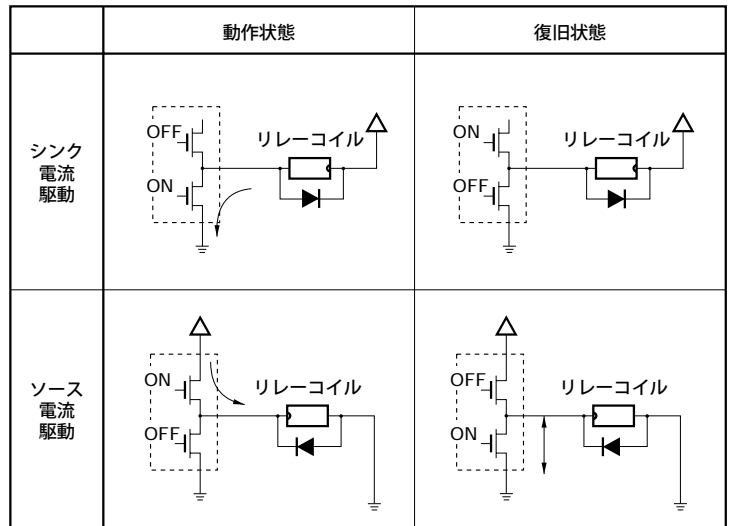 動作状態
復旧状態
シンク
電流
駆動
OFF
ON
リレーコイル
ON
OFF
リレーコイル
ソース
電流
駆動
ON
OFF
リレーコイル
OFF
ON
リレーコイル